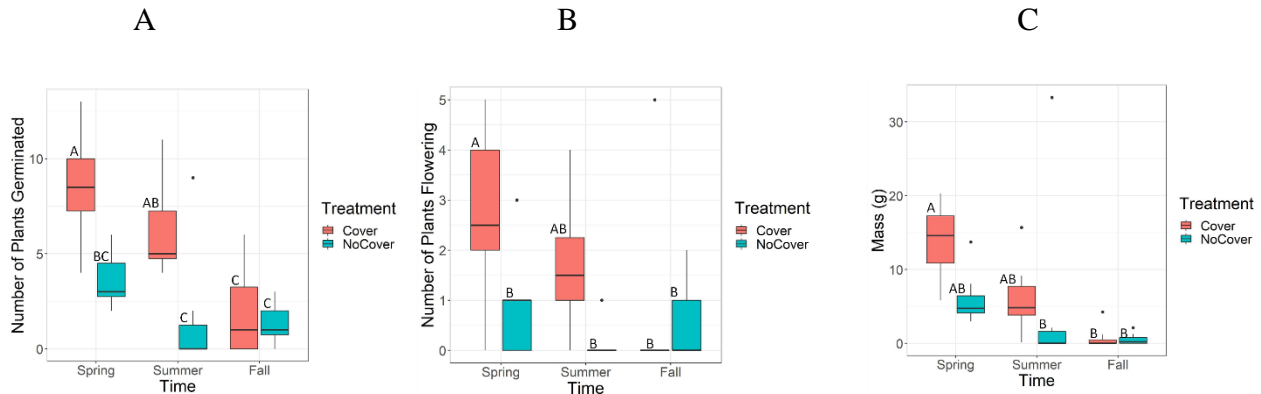 A
B
C
Number of Plants Germinated
10
5
0
A
BC
AB
C
C
C
Spring
Summer
Fall
Time
Treatment
Cover
NoCover
Number of Plants Flowering
5
4
3
2
1
0
A
B
AB
B
B
B
Spring
Summer
Fall
Time
Treatment
Cover
NoCover
Mass (g)
30
20
10
0
A
AB
AB
B
B
B
Spring
Summer
Fall
Time
Treatment
Cover
NoCover